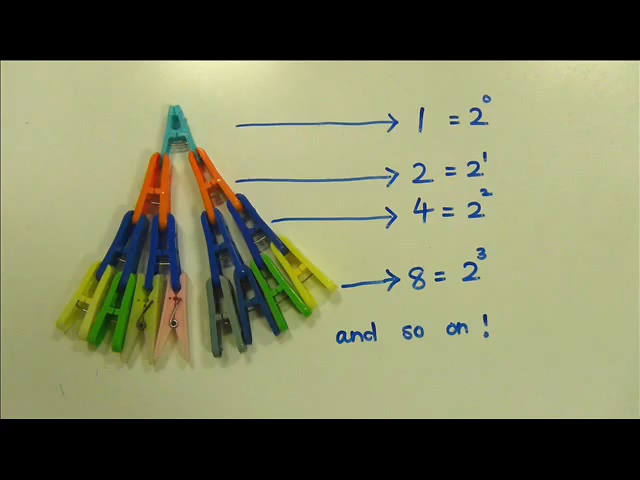 1 = 2⁰
2 = 2¹
4 = 2²
8 = 2³
and so on !